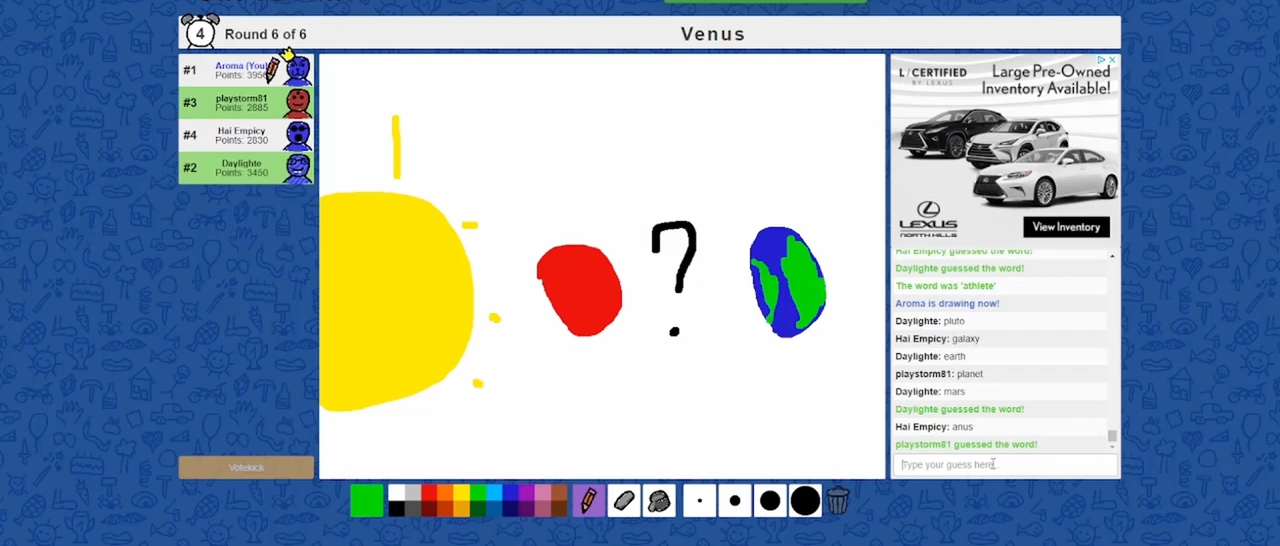 4
Round 6 of 6
Venus
#1
Aroma (You)
Points: 395
#3
playstorm81
Points: 2885
#4
Hai Empicy
Points: 2830
#2
Daylighte
Points: 3450
Votekick
?
L/CERTIFIED
BY LEXUS
Large Pre-Owned
Inventory Available!
LEXUS
NORTH HILLS
View Inventory
Hai Empicy guessed the word!
Daylighte guessed the word!
The word was 'athlete'
Aroma is drawing now!
Daylighte: pluto
Hai Empicy: galaxy
Daylighte: earth
playstorm81: planet
Daylighte: mars
Daylighte guessed the word!
Hai Empicy: anus
playstorm81 guessed the word!
Type your guess here